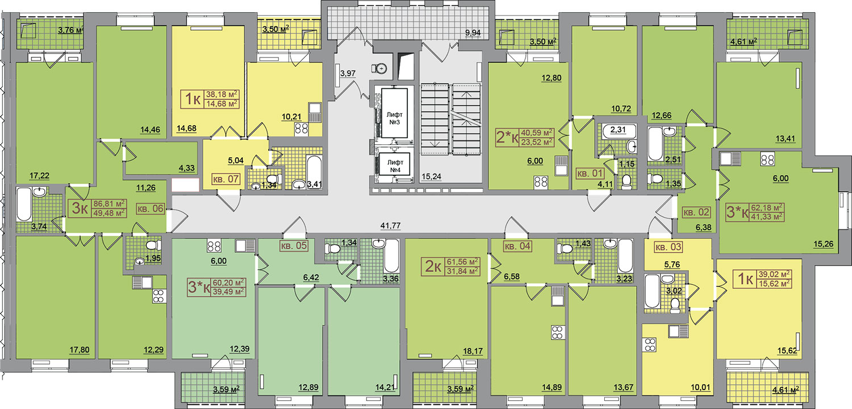 3,76 м²
3,50 м²
9,94
3,50 м²
4,61 м²
3,97
12,80
1к 38,18 м²
14,68 м²
10,21
Лифт
№3
10,72
12,66
13,41
14,46
14,68
2*к 40,59 м²
23,52 м²
2,31
17,22
4,33
5,04
кв. 07
1,34
3,41
Лифт
№4
15,24
6,00
кв. 01
1,15
4,11
2,51
1,35
6,00
11,26
3к 86,81 м²
49,48 м²
кв. 06
кв. 02
3*к 62,18 м²
41,33 м²
3,74
41,77
6,38
15,26
1,95
6,00
кв. 05
1,34
6,42
3,36
2к 61,56 м²
31,84 м²
кв. 04
6,58
1,43
3,23
кв. 03
5,76
3*к 60,20 м²
39,49 м²
3,02
1к 39,02 м²
15,62 м²
17,80
12,29
12,39
12,89
14,21
18,17
14,89
13,67
10,01
15,62
3,59 м²
3,59 м²
4,61 м²